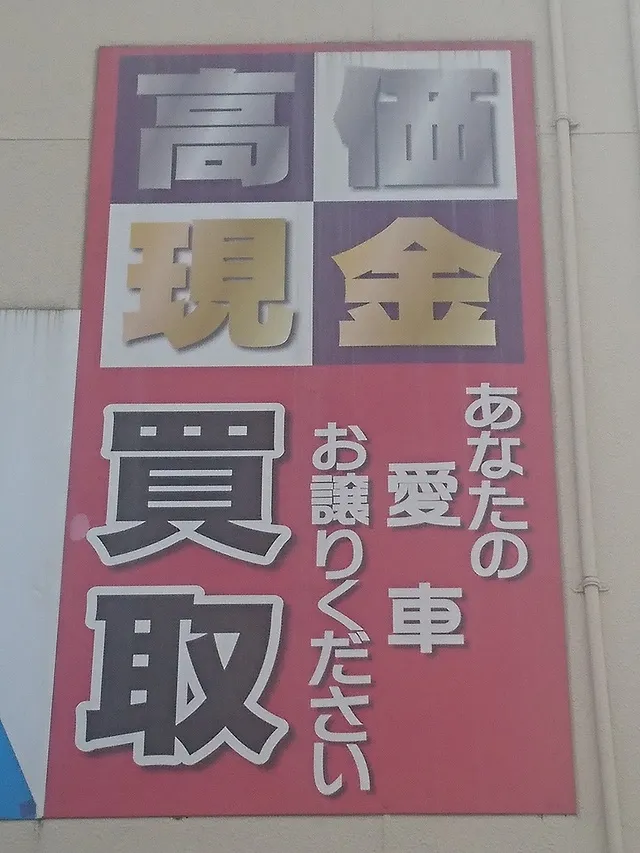 高価
現金
買取
あなたの
愛車
お譲りください